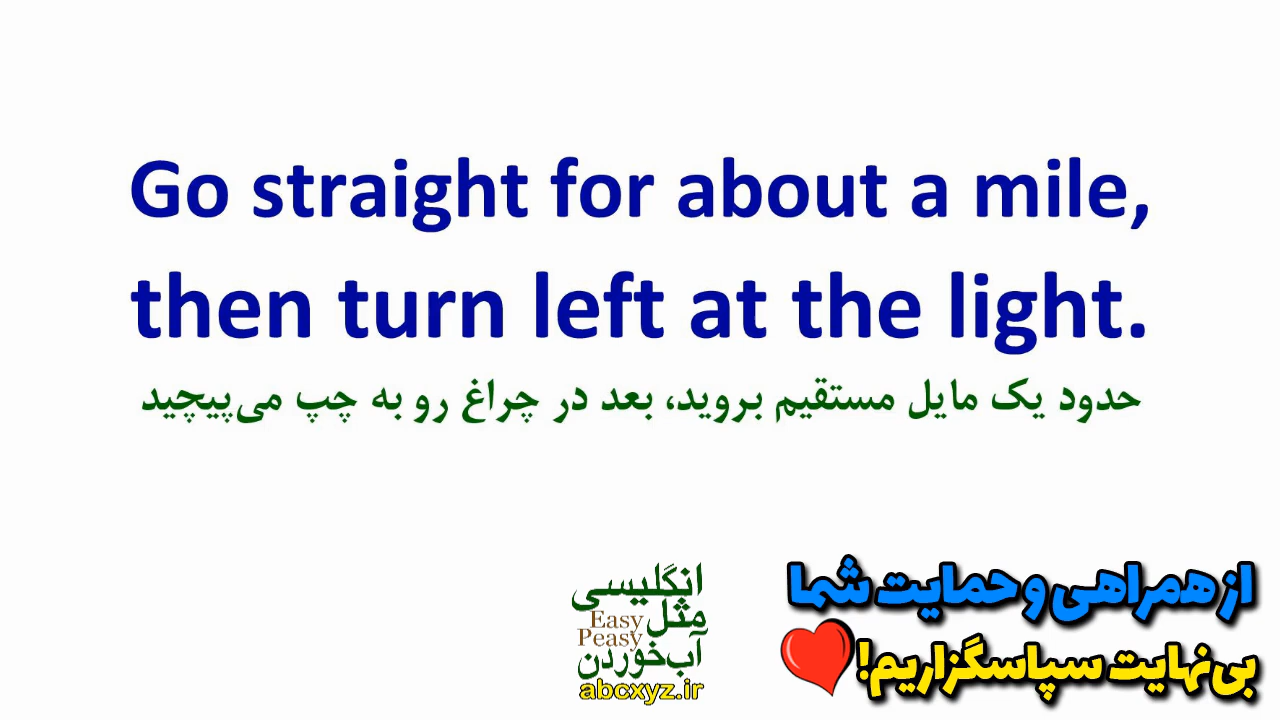 Go straight for about a mile,
then turn left at the light.
حدود یک مایل مستقیم بروید، بعد در چراغ رو به چپ می‌پیچید
انگلیسی
مثل
Easy
Peasy
آب‌خوردن
abcxyz.ir
از همراهی و حمایت شما
بی‌نهایت سپاسگزاریم!